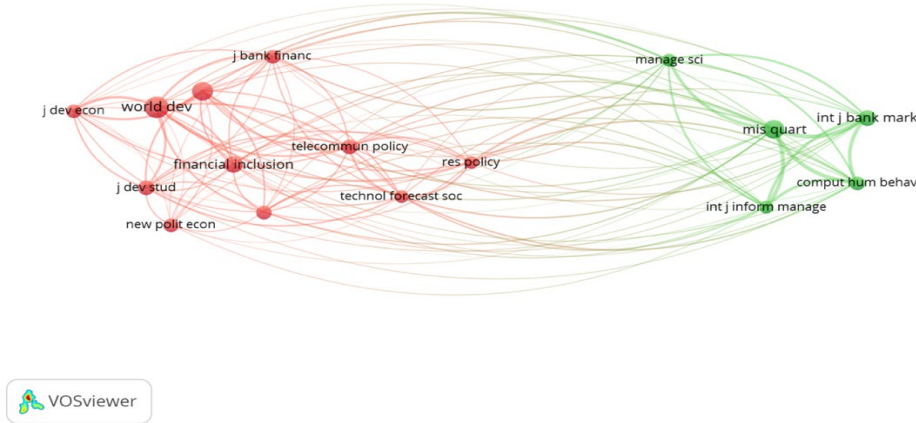 j bank financ
manage sci
j dev econ
world dev
int j bank mark
mis quart
telecommun policy
financial inclusion
res policy
j dev stud
technol forecast soc
comput hum behav
int j inform manage
new polit econ
VOSviewer